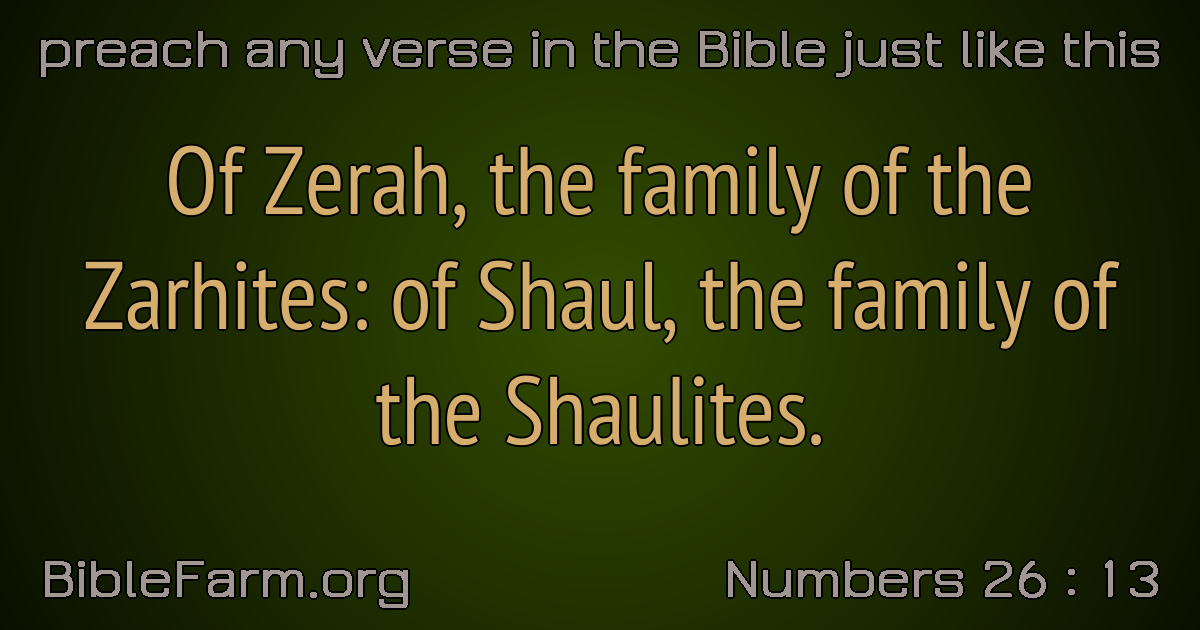 preach any verse in the Bible just like this
Of Zerah, the family of the
Zarhites: of Shaul, the family of
the Shaulites.
BibleFarm.org
Numbers 26 : 13